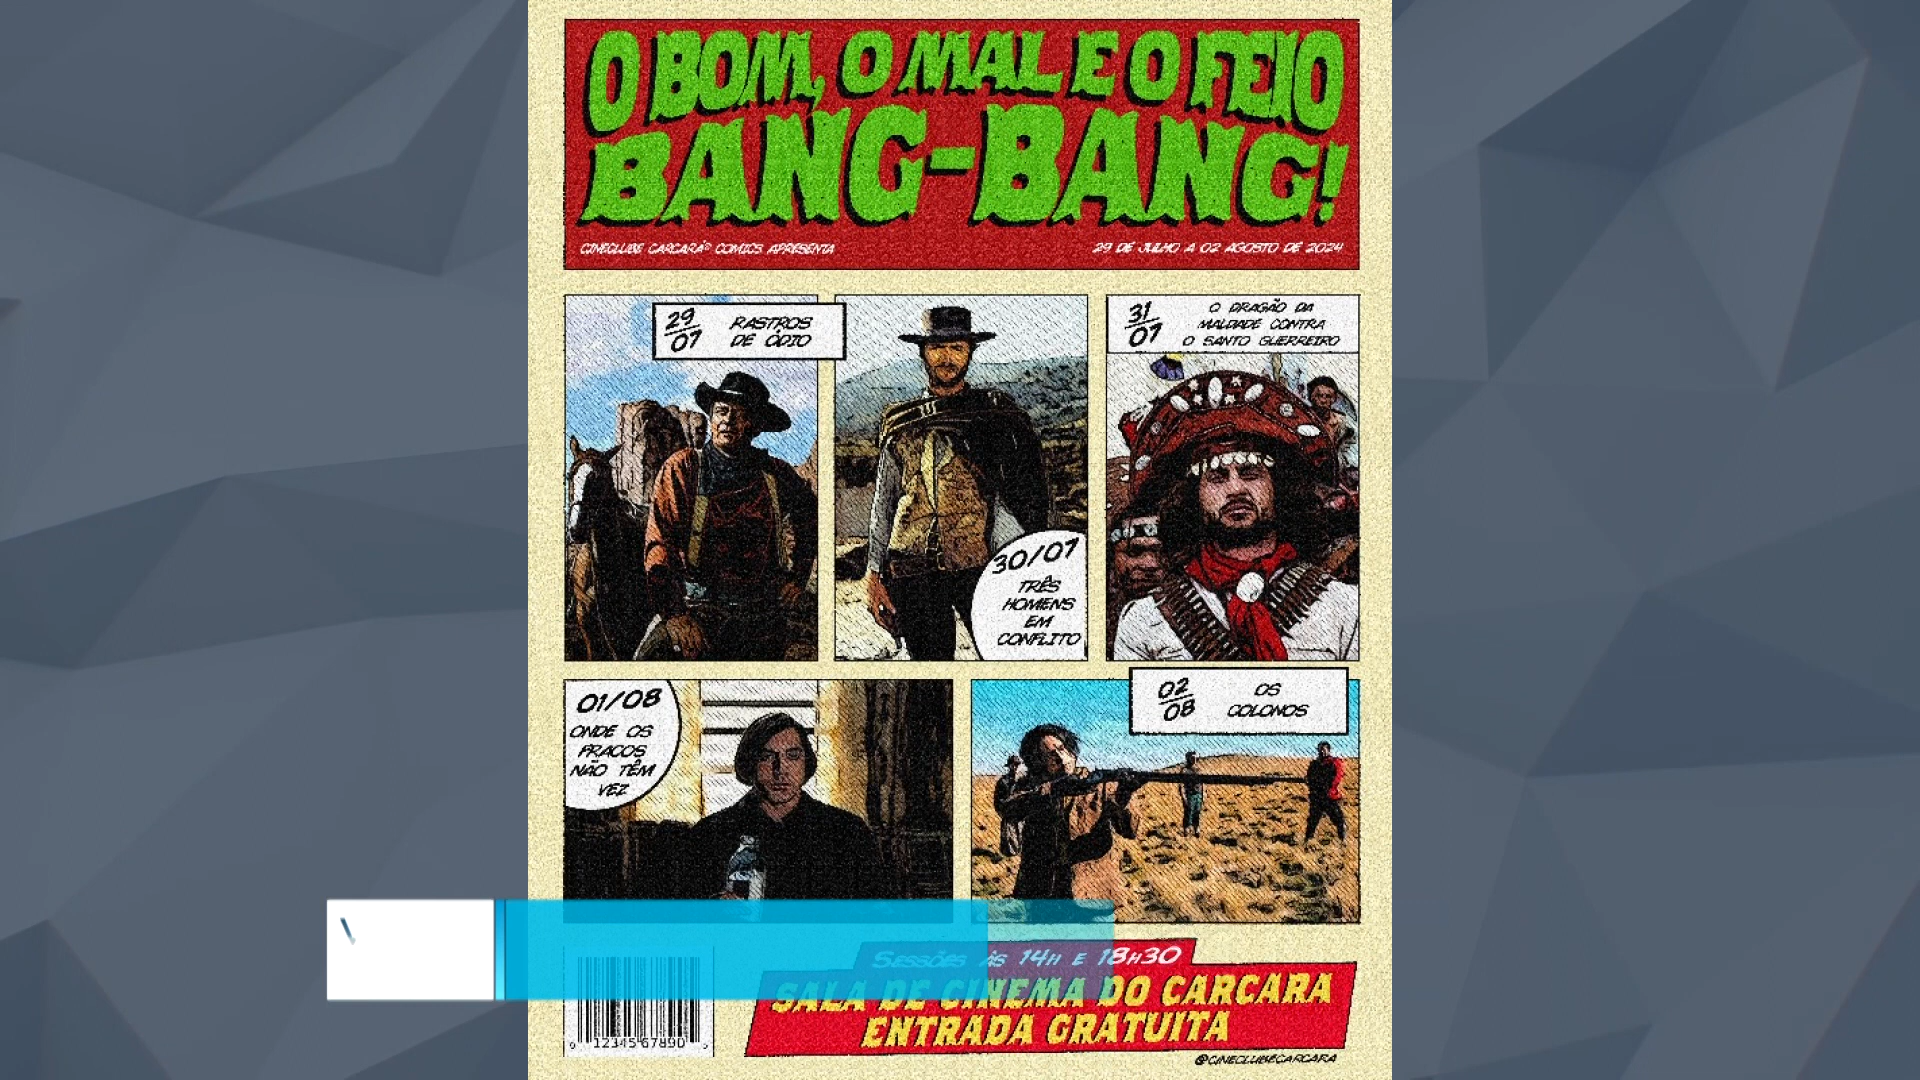 O BOM, O MAL E O FEIO
BANG-BANG!
CINECLUBE CARCARÁ® COMICS APRESENTA
29 DE JULHO A 02 AGOSTO DE 2024
29/07
RASTROS
DE ÓDIO
30/07
TRÊS
HOMENS
EM
CONFLITO
31/07
O DRAGÃO DA
MALDADE CONTRA
O SANTO GUERREIRO
01/08
ONDE OS
FRACOS
NÃO TÊM
VEZ
02/08
OS
COLONOS
SESSÕES ÀS 14H E 18H30
SALA DE CINEMA DO CARCARA
ENTRADA GRATUITA
@CINECLUBECARCARA
0 12345 67890 5